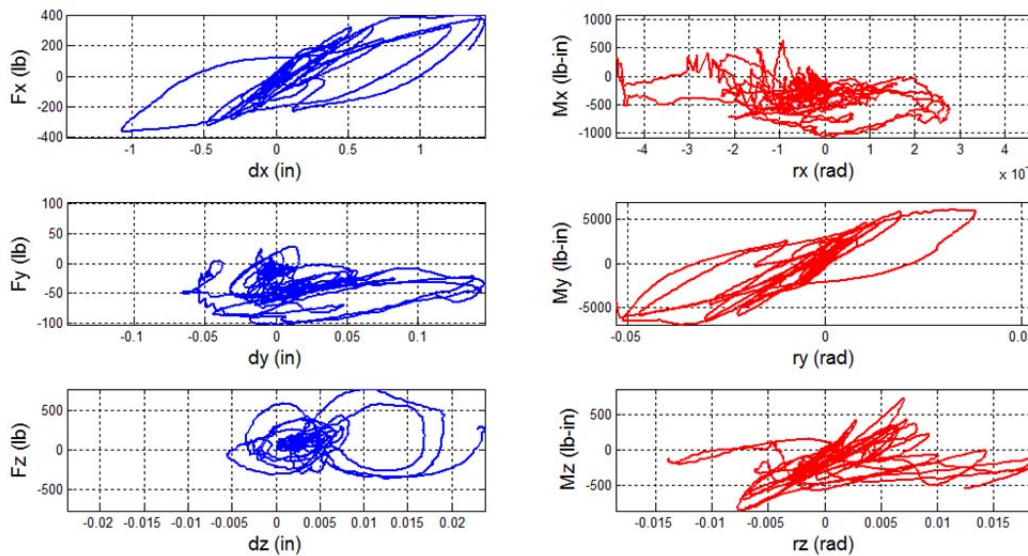 400
200
0
-200
-400
Fx (lb)
-1 -0.5 0 0.5 1
dx (in)
1000
500
0
-500
-1000
Mx (lb-in)
-4 -3 -2 -1 0 1 2 3 4
x 10
rx (rad)
100
50
0
-50
-100
Fy (lb)
-0.1 -0.05 0 0.05 0.1
dy (in)
5000
0
-5000
My (lb-in)
-0.05 0 0.0
ry (rad)
500
0
-500
Fz (lb)
-0.02 -0.015 -0.01 -0.005 0 0.005 0.01 0.015 0.02
dz (in)
500
0
-500
Mz (lb-in)
-0.015 -0.01 -0.005 0 0.005 0.01 0.015
rz (rad)